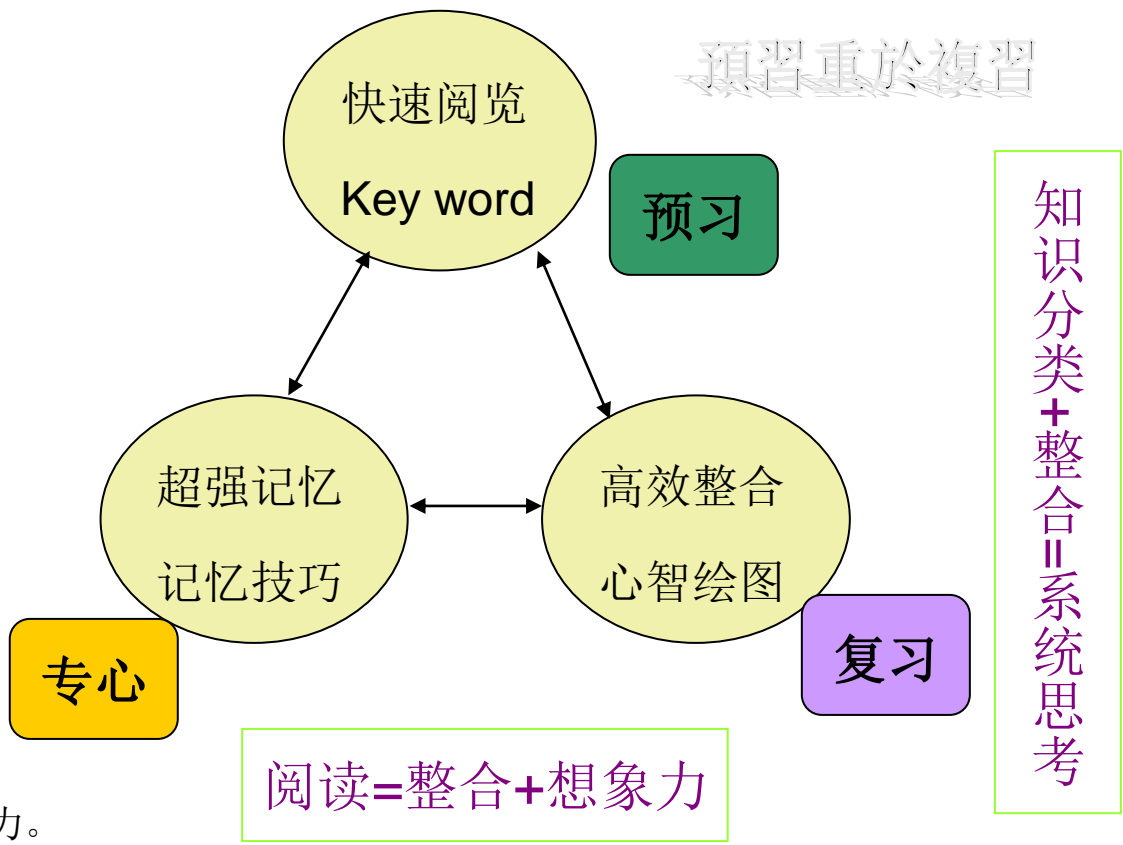 預習重於複習
快速阅览
Key word
预习
知识分类+整合=系统思考
超强记忆
记忆技巧
高效整合
心智绘图
专心
复习
阅读=整合+想象力
力。